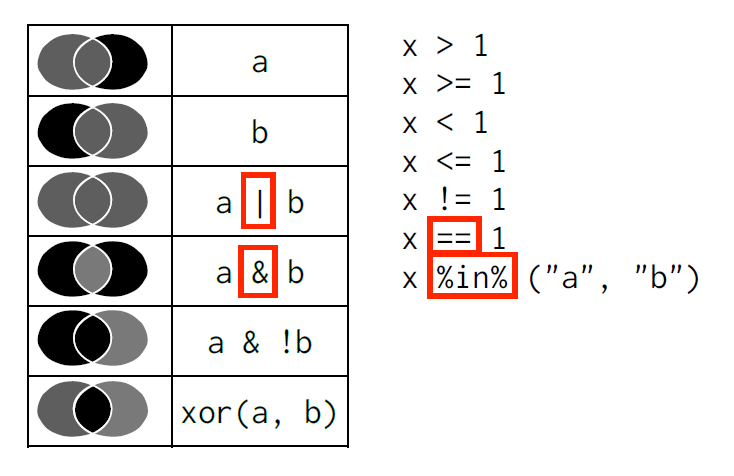 a
b
a | b
a & b
a & !b
xor(a, b)
x > 1
x >= 1
x < 1
x <= 1
x != 1
x == 1
x %in% ("a", "b")